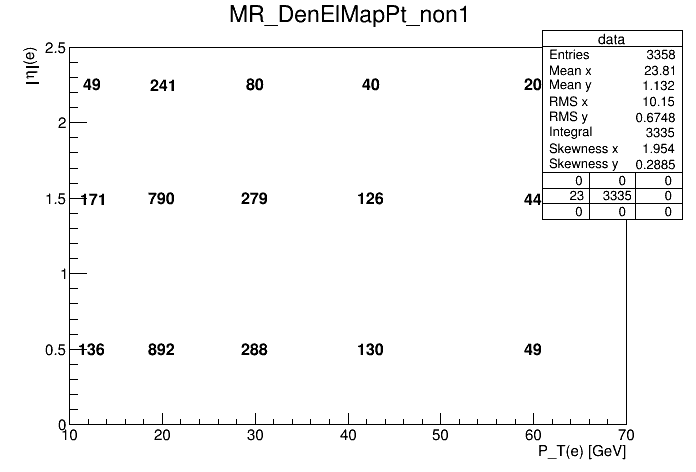 MR_DenElMapPt_non1
|η|(e)
data
Entries 3358
Mean x 23.81
Mean y 1.132
RMS x 10.15
RMS y 0.6748
Integral 3335
Skewness x 1.954
Skewness y 0.2885
0 0 0
23 3335 0
0 0 0
2.5
49 241 80 40 20
2
1.5 171 790 279 126 44
1
0.5 136 892 288 130 49
0
10 20 30 40 50 60 70
P_T(e) [GeV]